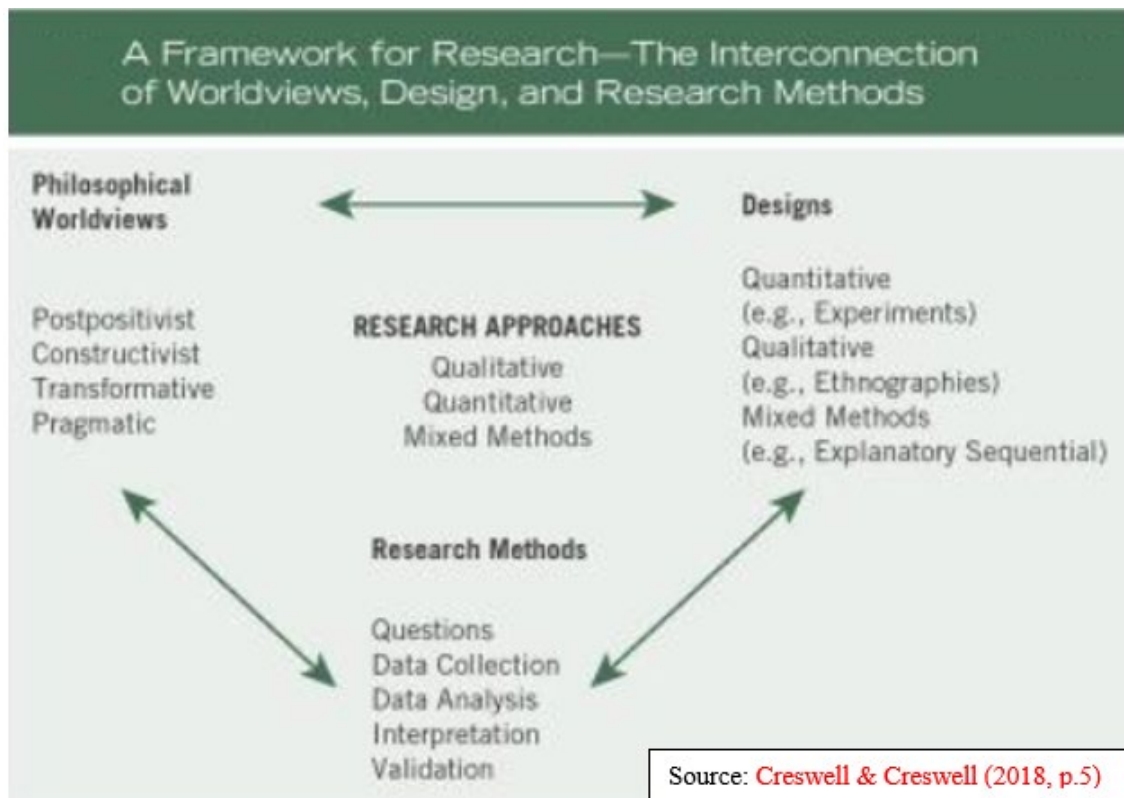 A Framework for Research—The Interconnection
of Worldviews, Design, and Research Methods
Philosophical
Worldviews
Postpositivist
Constructivist
Transformative
Pragmatic
RESEARCH APPROACHES
Qualitative
Quantitative
Mixed Methods
Designs
Quantitative
(e.g., Experiments)
Qualitative
(e.g., Ethnographies)
Mixed Methods
(e.g., Explanatory Sequential)
Research Methods
Questions
Data Collection
Data Analysis
Interpretation
Validation
Source: Creswell & Creswell (2018, p.5)